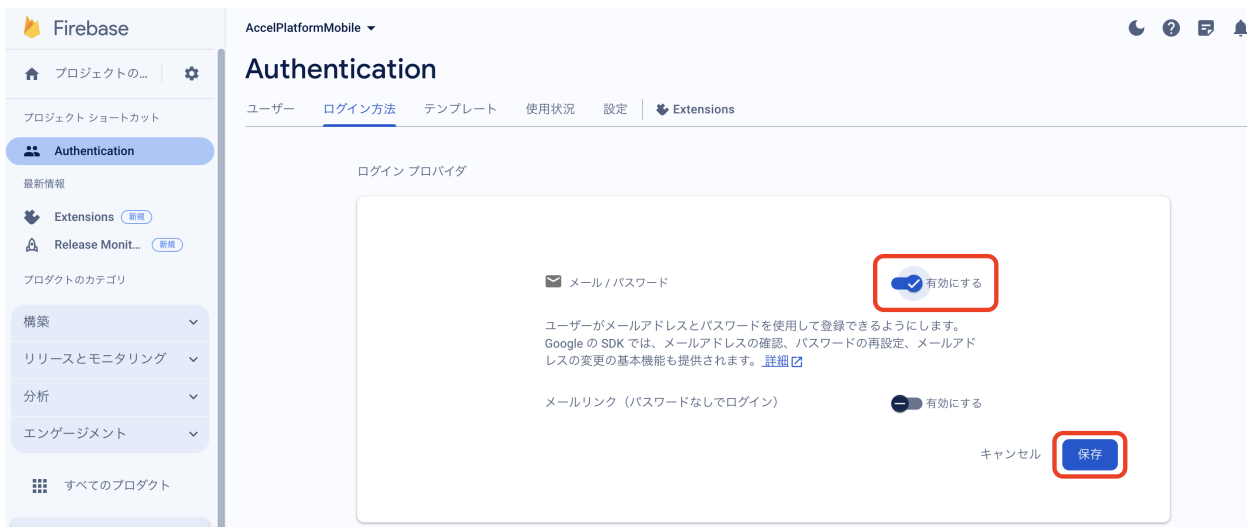 Firebase
AccelPlatformMobile
プロジェクトの...
Authentication
ユーザー
ログイン方法
テンプレート
使用状況
設定
Extensions
プロジェクト ショートカット
Authentication
最新情報
Extensions
新規
Release Monit...
新規
プロダクトのカテゴリ
構築
リリースとモニタリング
分析
エンゲージメント
すべてのプロダクト
ログイン プロバイダ
メール / パスワード
有効にする
ユーザーがメールアドレスとパスワードを使用して登録できるようにします。
Google の SDK では、メールアドレスの確認、パスワードの再設定、メールアド
レスの変更の基本機能も提供されます。 詳細
メールリンク（パスワードなしでログイン）
有効にする
キャンセル
保存